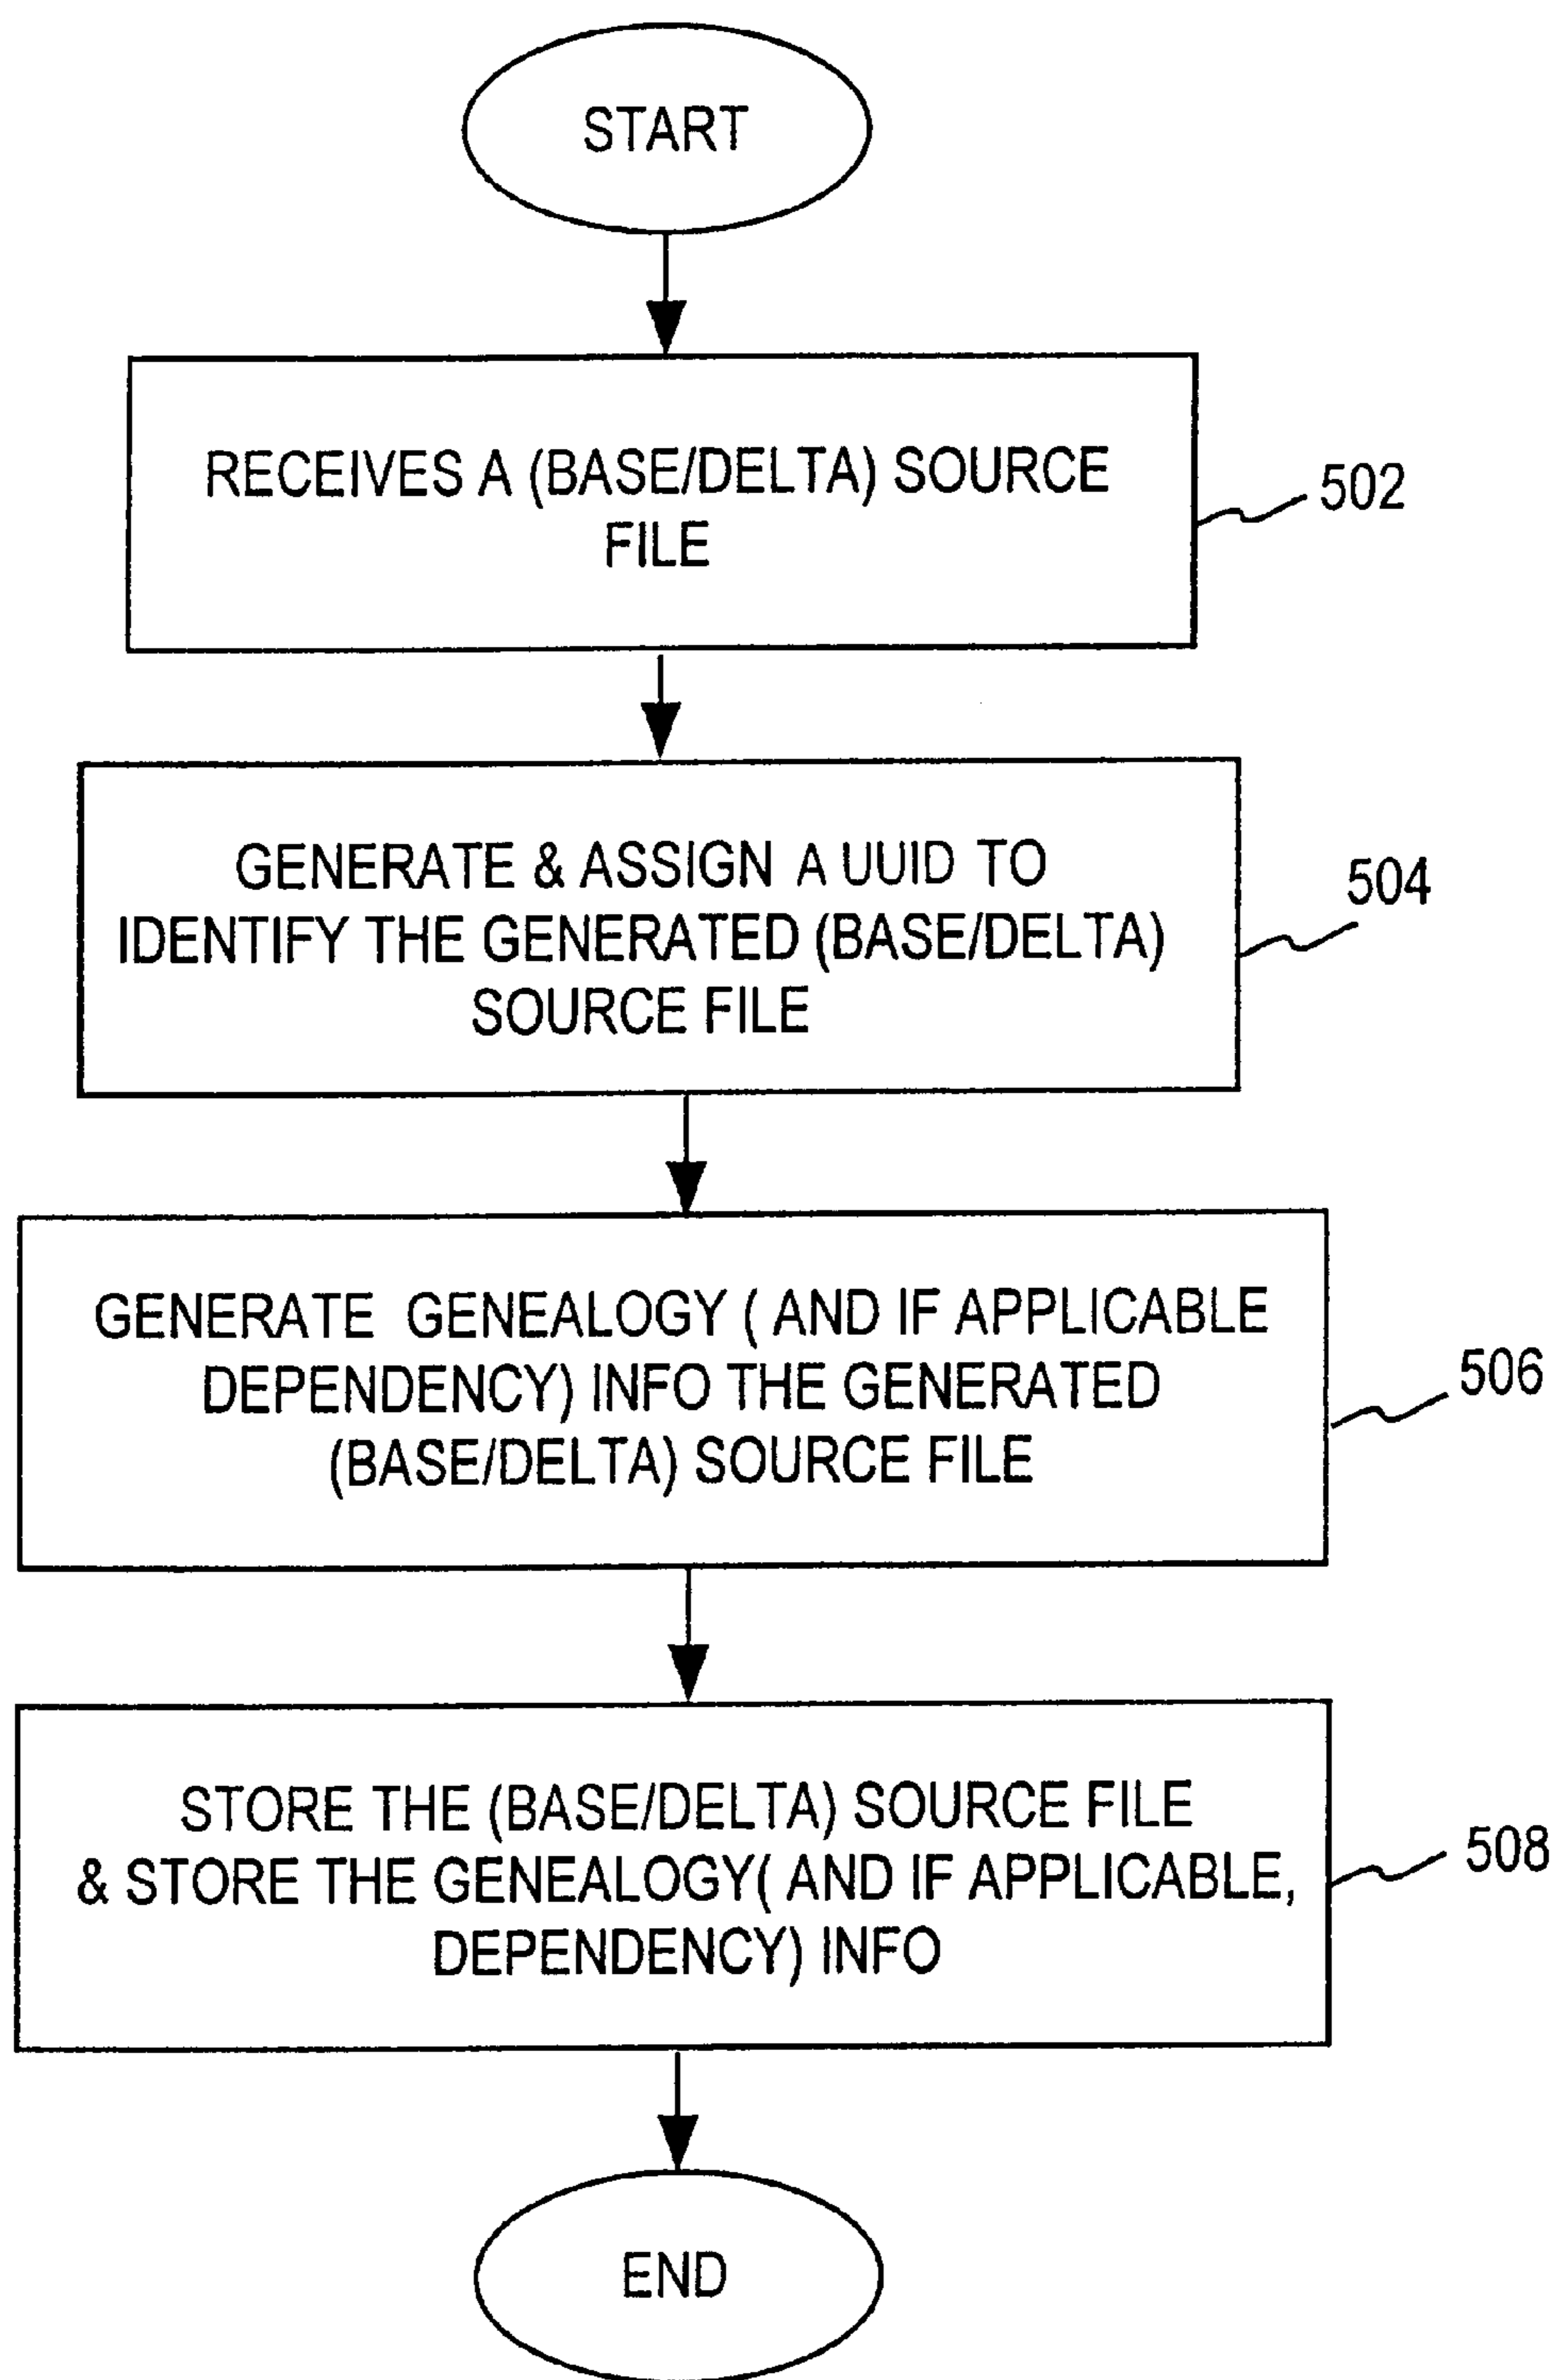 START
RECEIVES A (BASE/DELTA) SOURCE
FILE
502
GENERATE & ASSIGN A UUID TO
IDENTIFY THE GENERATED (BASE/DELTA)
SOURCE FILE
504
GENERATE GENEALOGY ( AND IF APPLICABLE
DEPENDENCY) INFO THE GENERATED
(BASE/DELTA) SOURCE FILE
506
STORE THE (BASE/DELTA) SOURCE FILE
& STORE THE GENEALOGY( AND IF APPLICABLE,
DEPENDENCY) INFO
508
END